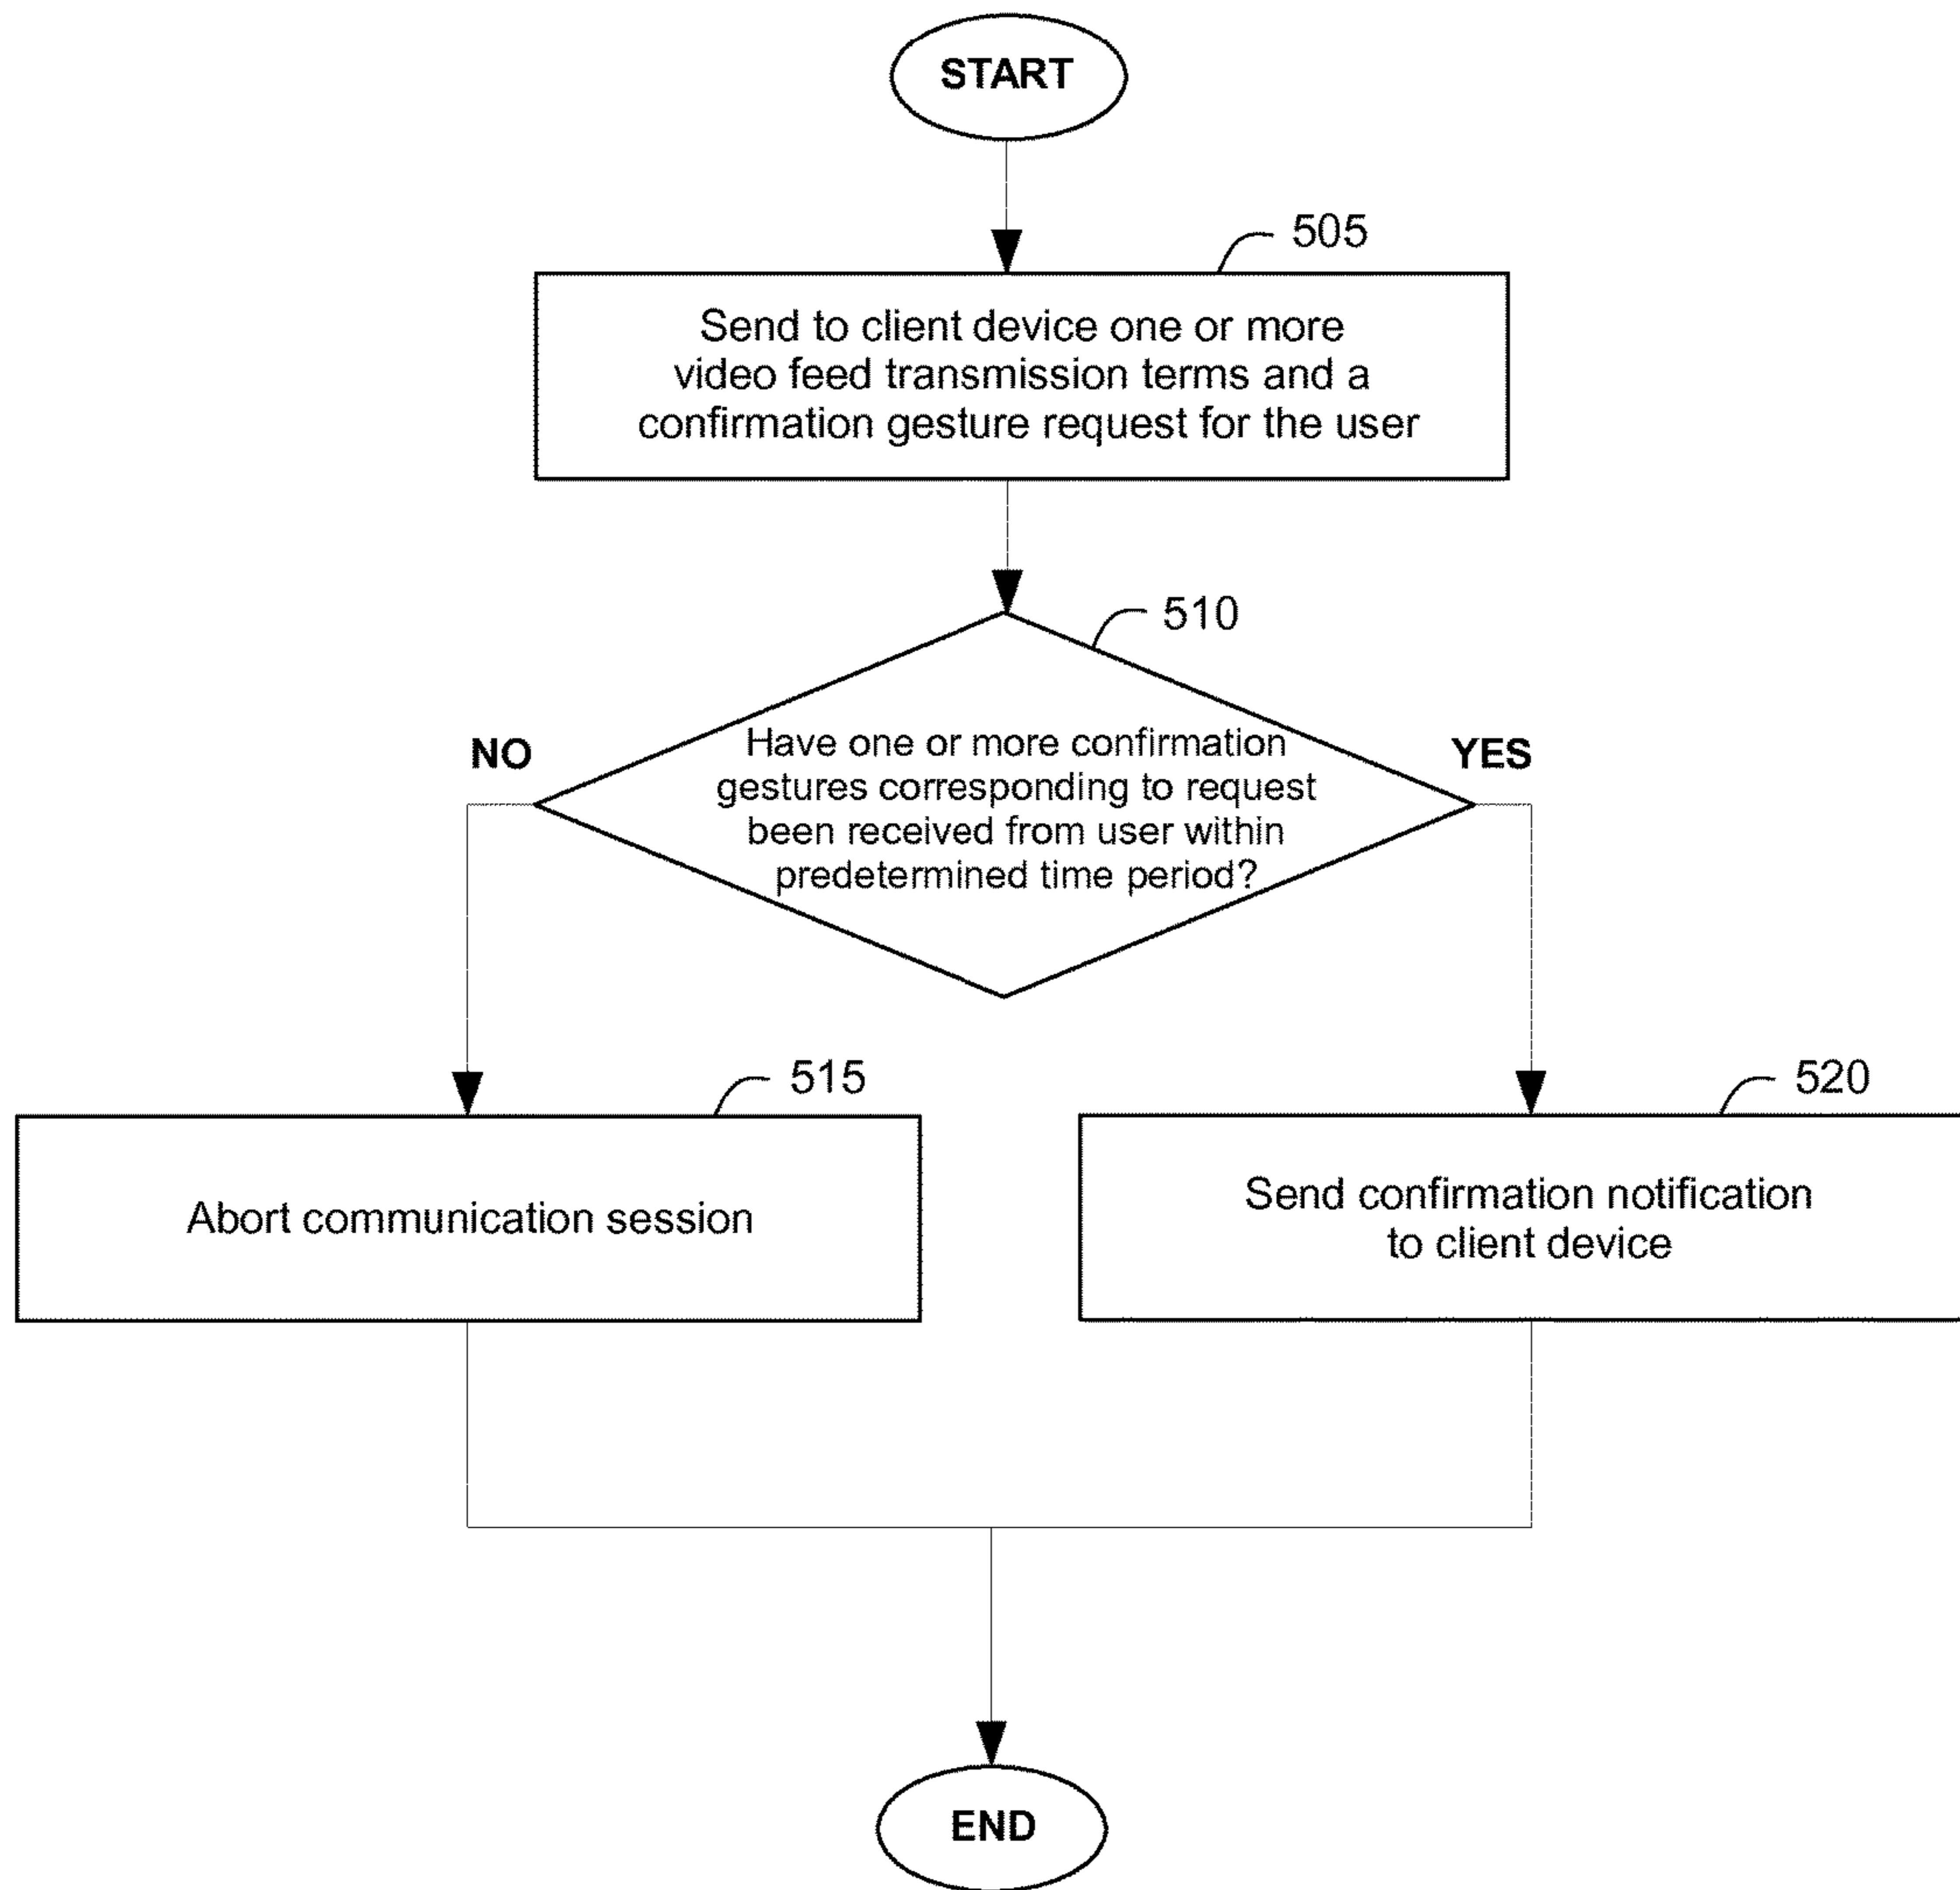 START
505
Send to client device one or more
video feed transmission terms and a
confirmation gesture request for the user
510
NO
YES
Have one or more confirmation
gestures corresponding to request
been received from user within
predetermined time period?
515
520
Abort communication session
Send confirmation notification
to client device
END